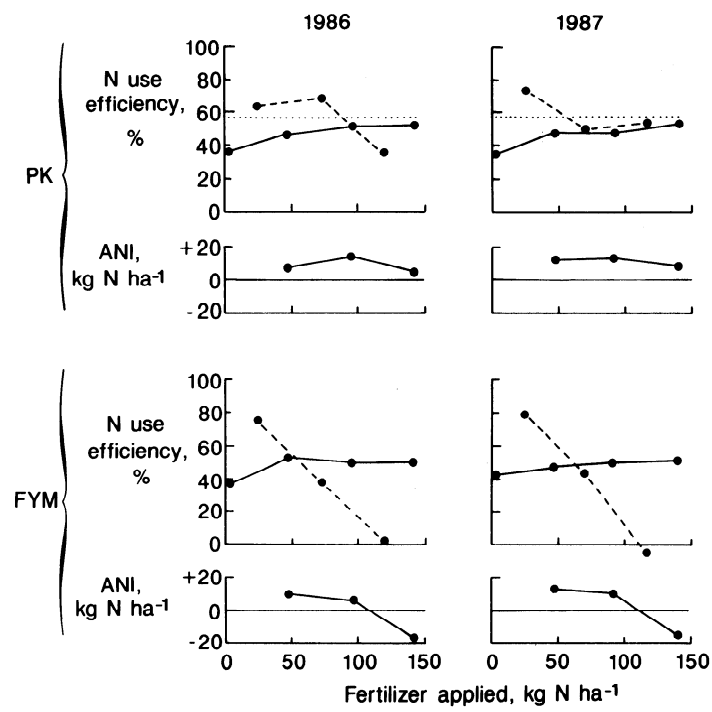 1986 1987
100
80
60
40
20
0
N use
efficiency,
%
PK
ANI,
kg N ha-1
+20
0
-20
100
80
60
40
20
0
N use
efficiency,
%
FYM
ANI,
kg N ha-1
+20
0
-20
0 50 100 150 0 50 100 150
Fertilizer applied, kg N ha-1